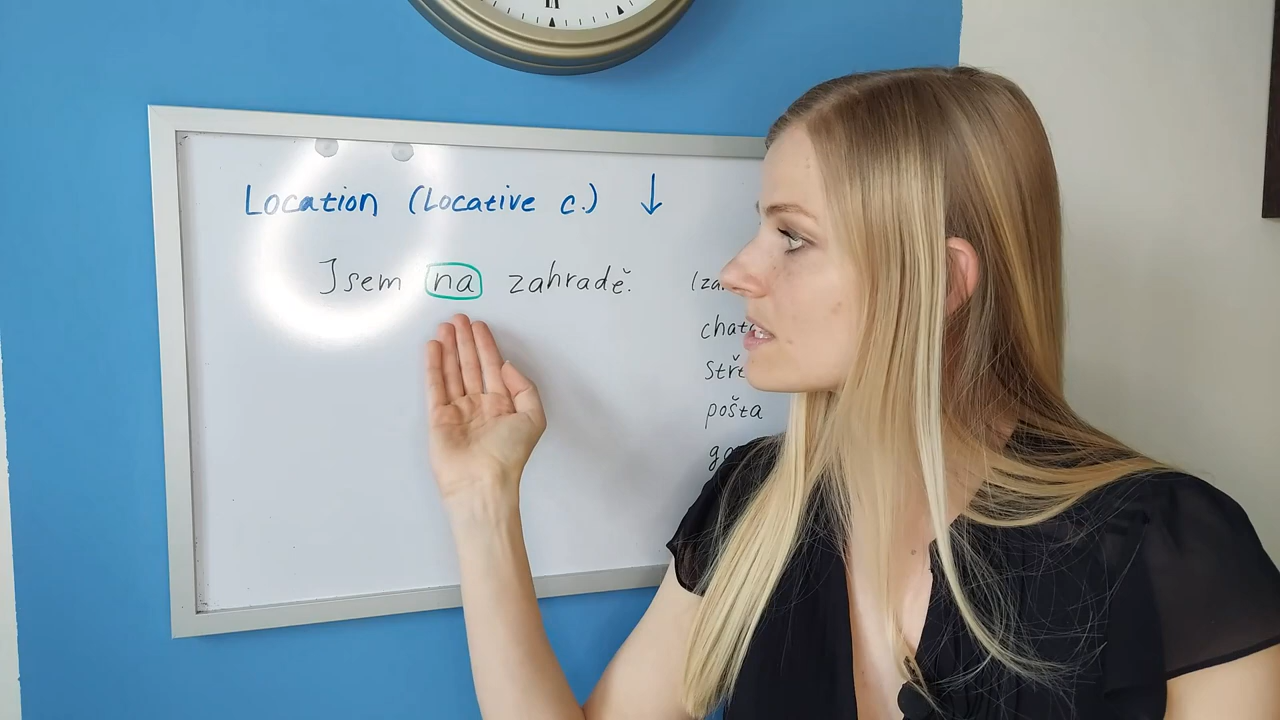 Location (Locative c.) ↓
Jsem na zahradě.
pošta